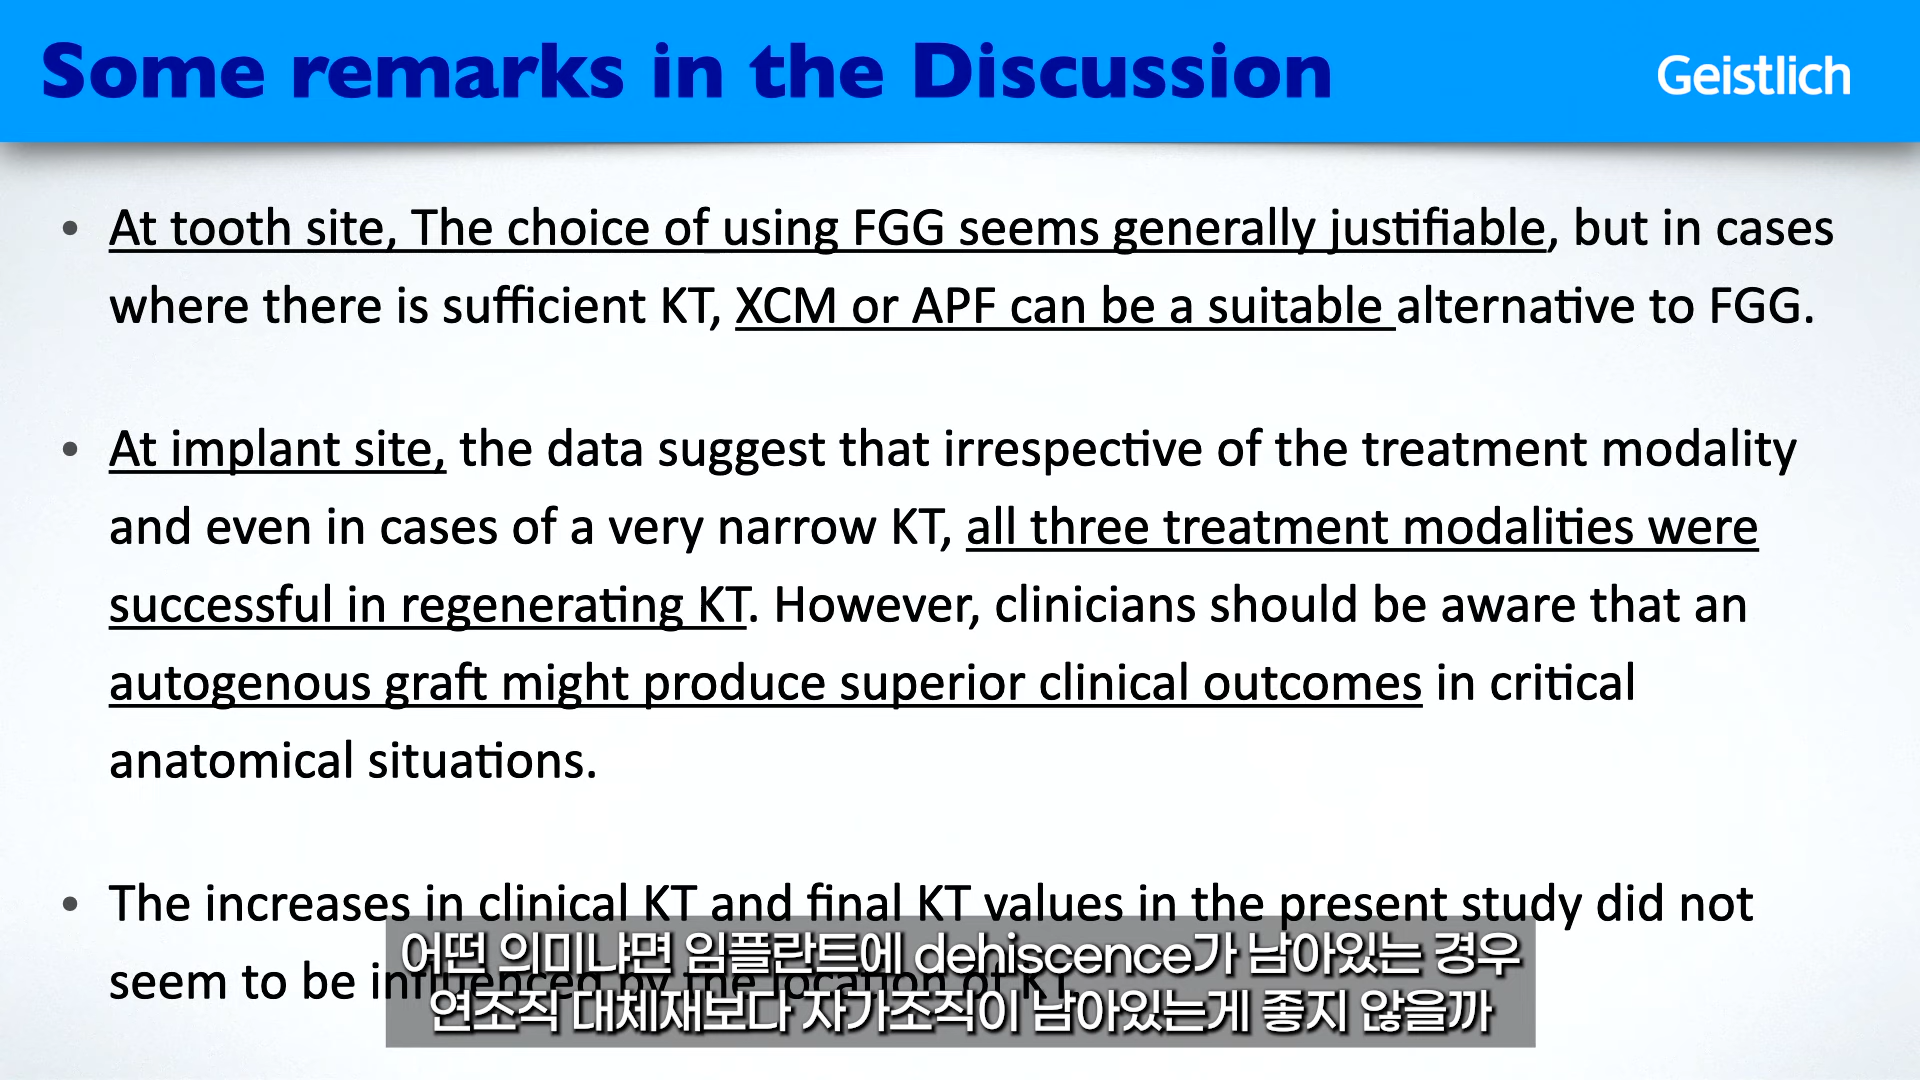 Some remarks in the Discussion
Geistlich
• At tooth site, The choice of using FGG seems generally justifiable, but in cases
where there is sufficient KT, XCM or APF can be a suitable alternative to FGG.
• At implant site, the data suggest that irrespective of the treatment modality
and even in cases of a very narrow KT, all three treatment modalities were
successful in regenerating KT. However, clinicians should be aware that an
autogenous graft might produce superior clinical outcomes in critical
anatomical situations.
• The increases in clinical KT and final KT values in the present study did not
seem to be influenced by the location of KT
어떤 의미냐면 임플란트에 dehiscence가 남아있는 경우
연조직 대체재보다 자가조직이 남아있는게 좋지 않을까